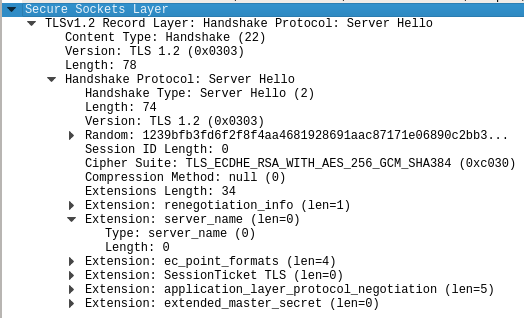 Secure Sockets Layer
TLSv1.2 Record Layer: Handshake Protocol: Server Hello
Content Type: Handshake (22)
Version: TLS 1.2 (0x0303)
Length: 78
Handshake Protocol: Server Hello
Handshake Type: Server Hello (2)
Length: 74
Version: TLS 1.2 (0x0303)
Random: 1239bfb3fd6f2f8f4aa4681928691aac87171e06890c2bb3...
Session ID Length: 0
Cipher Suite: TLS_ECDHE_RSA_WITH_AES_256_GCM_SHA384 (0xc030)
Compression Method: null (0)
Extensions Length: 34
Extension: renegotiation_info (len=1)
Extension: server_name (len=0)
Type: server_name (0)
Length: 0
Extension: ec_point_formats (len=4)
Extension: SessionTicket TLS (len=0)
Extension: application_layer_protocol_negotiation (len=5)
Extension: extended_master_secret (len=0)